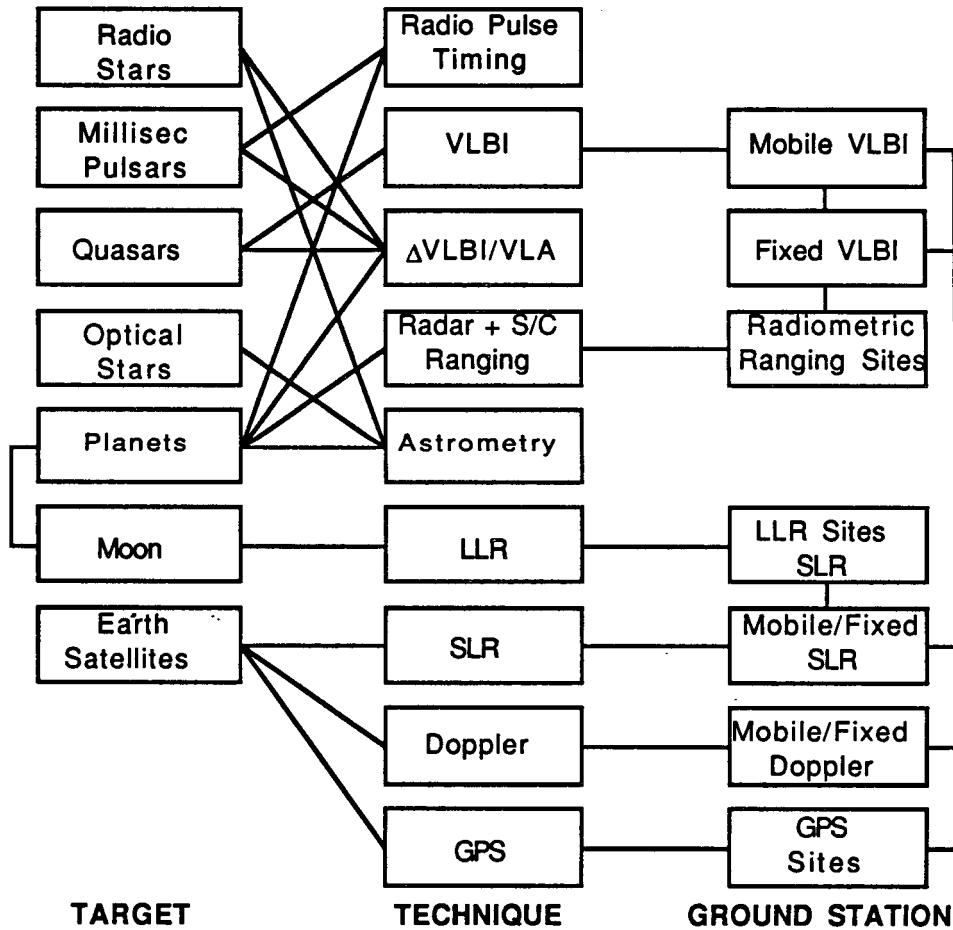 Radio
Stars
Millisec
Pulsars
Quasars
Optical
Stars
Planets
Moon
Earth
Satellites
TARGET
Radio Pulse
Timing
VLBI
ΔVLBI/VLA
Radar + S/C
Ranging
Astrometry
LLR
SLR
Doppler
GPS
TECHNIQUE
Mobile VLBI
Fixed VLBI
Radiometric
Ranging Sites
LLR Sites
SLR
Mobile/Fixed
SLR
Mobile/Fixed
Doppler
GPS
Sites
GROUND STATION